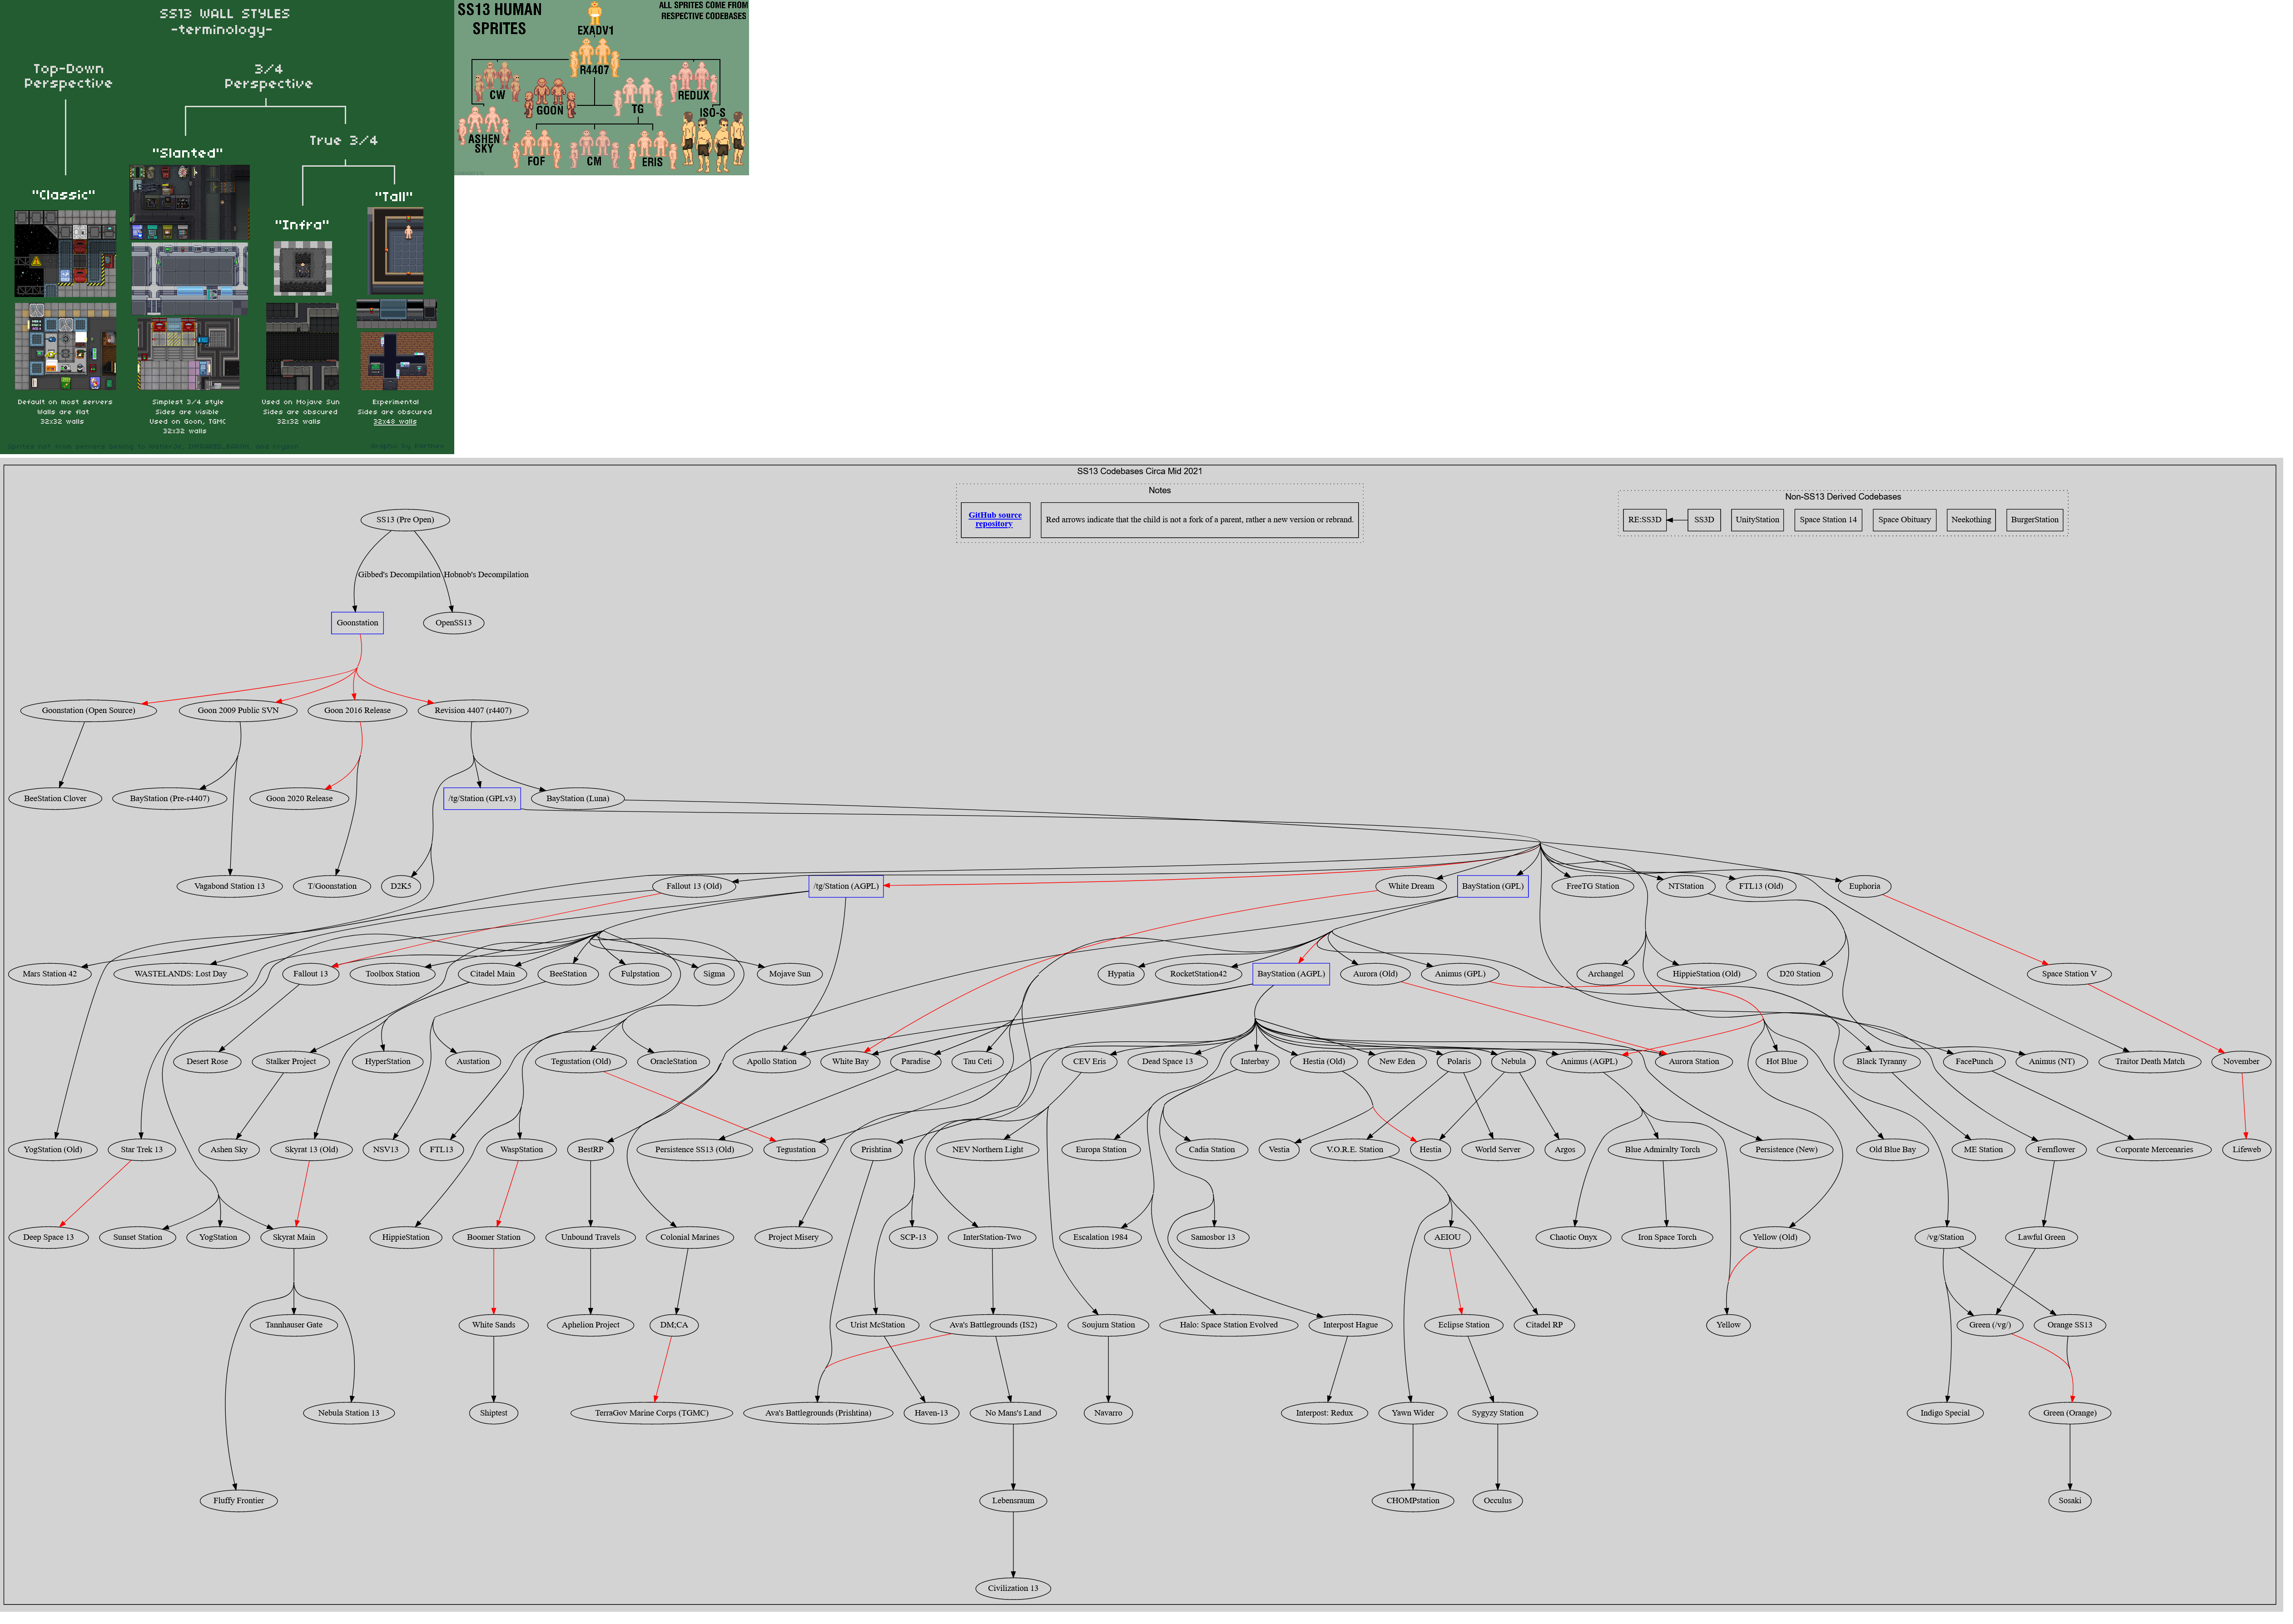 SS13 WALL STYLES
-terminology-
Top-Down
Perspective
3/4
Perspective
True 3/4
"Classic"
"Slanted"
"Infra"
"Tall"
Default on most servers
Walls are flat
32x32 walls
Simplest 3/4 style
Sides are visible
Used on Goon, TGMC
32x32 walls
Used on Mojave Sun
Sides are obscured
32x32 walls
Experimental
Sides are obscured
32x48 walls
SS13 HUMAN
SPRITES
ALL SPRITES COME FROM
RESPECTIVE CODEBASES
EXADV1
R4407
CW
GOON
TG
REDUX
ISO-S
ASHEN
SKY
FOF
CM
ERIS
SS13 Codebases Circa Mid 2021
Notes
GitHub source
repository
Red arrows indicate that the child is not a fork of a parent, rather a new version or rebrand.
Non-SS13 Derived Codebases
RE:SS3D
SS3D
UnityStation
Space Station 14
Space Obituary
Neekothing
BurgerStation
SS13 (Pre Open)
Gibbed's Decompilation
Hobnob's Decompilation
Goonstation
OpenSS13
Goonstation (Open Source)
Goon 2009 Public SVN
Goon 2016 Release
Revision 4407 (r4407)
BeeStation Clover
BayStation (Pre-r4407)
Goon 2020 Release
/tg/Station (GPLv3)
BayStation (Luna)
Vagabond Station 13
T/Goonstation
D2K5
Fallout 13 (Old)
/tg/Station (AGPL)
White Dream
BayStation (GPL)
FreeTG Station
NTStation
FTL13 (Old)
Euphoria
Mars Station 42
WASTELANDS: Lost Day
Fallout 13
Toolbox Station
Citadel Main
BeeStation
Fulpstation
Sigma
Mojave Sun
Hypatia
RocketStation42
BayStation (AGPL)
Aurora (Old)
Animus (GPL)
Archangel
HippieStation (Old)
D20 Station
Space Station V
Desert Rose
Stalker Project
HyperStation
Austation
Tegustation (Old)
OracleStation
Apollo Station
White Bay
Paradise
Tau Ceti
CEV Eris
Dead Space 13
Interbay
Hestia (Old)
New Eden
Polaris
Nebula
Animus (AGPL)
Aurora Station
Hot Blue
Black Tyranny
FacePunch
Animus (NT)
Traitor Death Match
November
YogStation (Old)
Star Trek 13
Ashen Sky
Skyrat 13 (Old)
NSV13
FTL13
WaspStation
BestRP
Persistence SS13 (Old)
Tegustation
Prishtina
NEV Northern Light
Europa Station
Cadia Station
Vestia
V.O.R.E. Station
Hestia
World Server
Argos
Blue Admiralty Torch
Persistence (New)
Old Blue Bay
ME Station
Fernflower
Corporate Mercenaries
Lifeweb
Deep Space 13
Sunset Station
YogStation
Skyrat Main
HippieStation
Boomer Station
Unbound Travels
Colonial Marines
Project Misery
SCP-13
InterStation-Two
Escalation 1984
Samosbor 13
AEIOU
Chaotic Onyx
Iron Space Torch
Yellow (Old)
/vg/Station
Lawful Green
Tannhauser Gate
White Sands
Aphelion Project
DM;CA
Urist McStation
Ava's Battlegrounds (IS2)
Soujurn Station
Halo: Space Station Evolved
Interpost Hague
Eclipse Station
Citadel RP
Yellow
Green (/vg/)
Orange SS13
Nebula Station 13
Shiptest
TerraGov Marine Corps (TGMC)
Ava's Battlegrounds (Prishtina)
Haven-13
No Mans's Land
Navarro
Interpost: Redux
Yawn Wider
Sygyzy Station
Indigo Special
Green (Orange)
Fluffy Frontier
Lebensraum
CHOMPstation
Occulus
Sosaki
Civilization 13